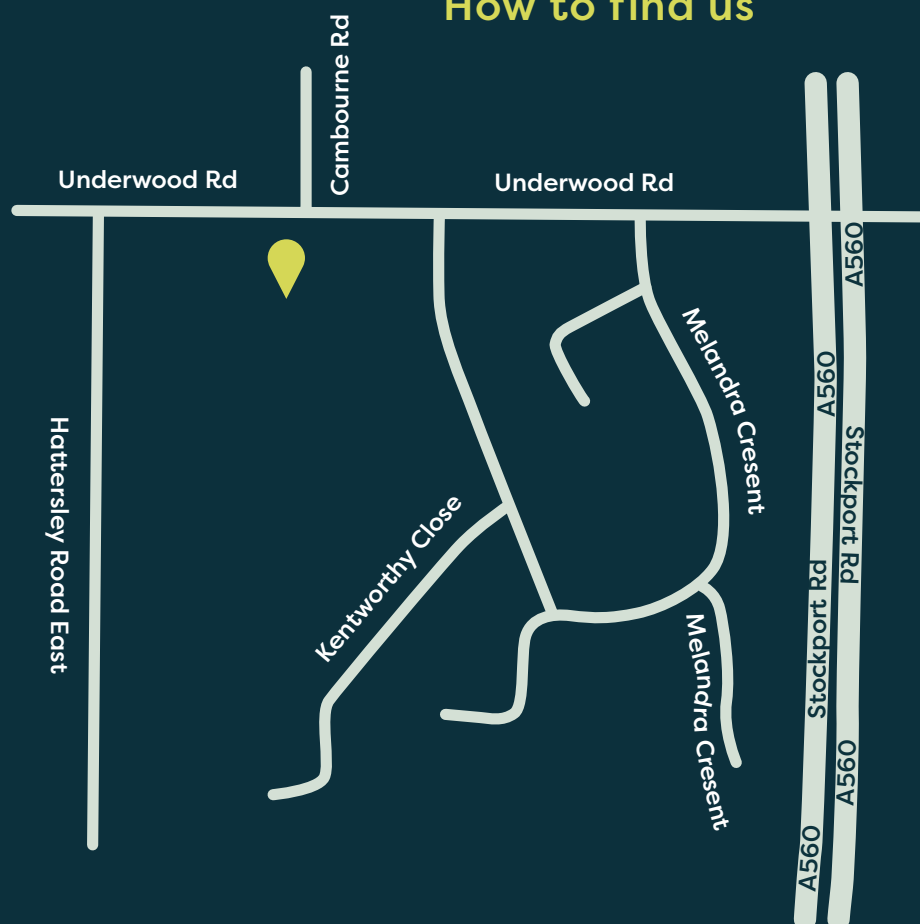 How to find us
Cambourne Rd
Underwood Rd
Underwood Rd
A590
Melandra Cresent
A560
Hattersley Road East
Stockport Rd
Kentworthy Close
Stockport Rd
Melandra Cresent
A560
A560